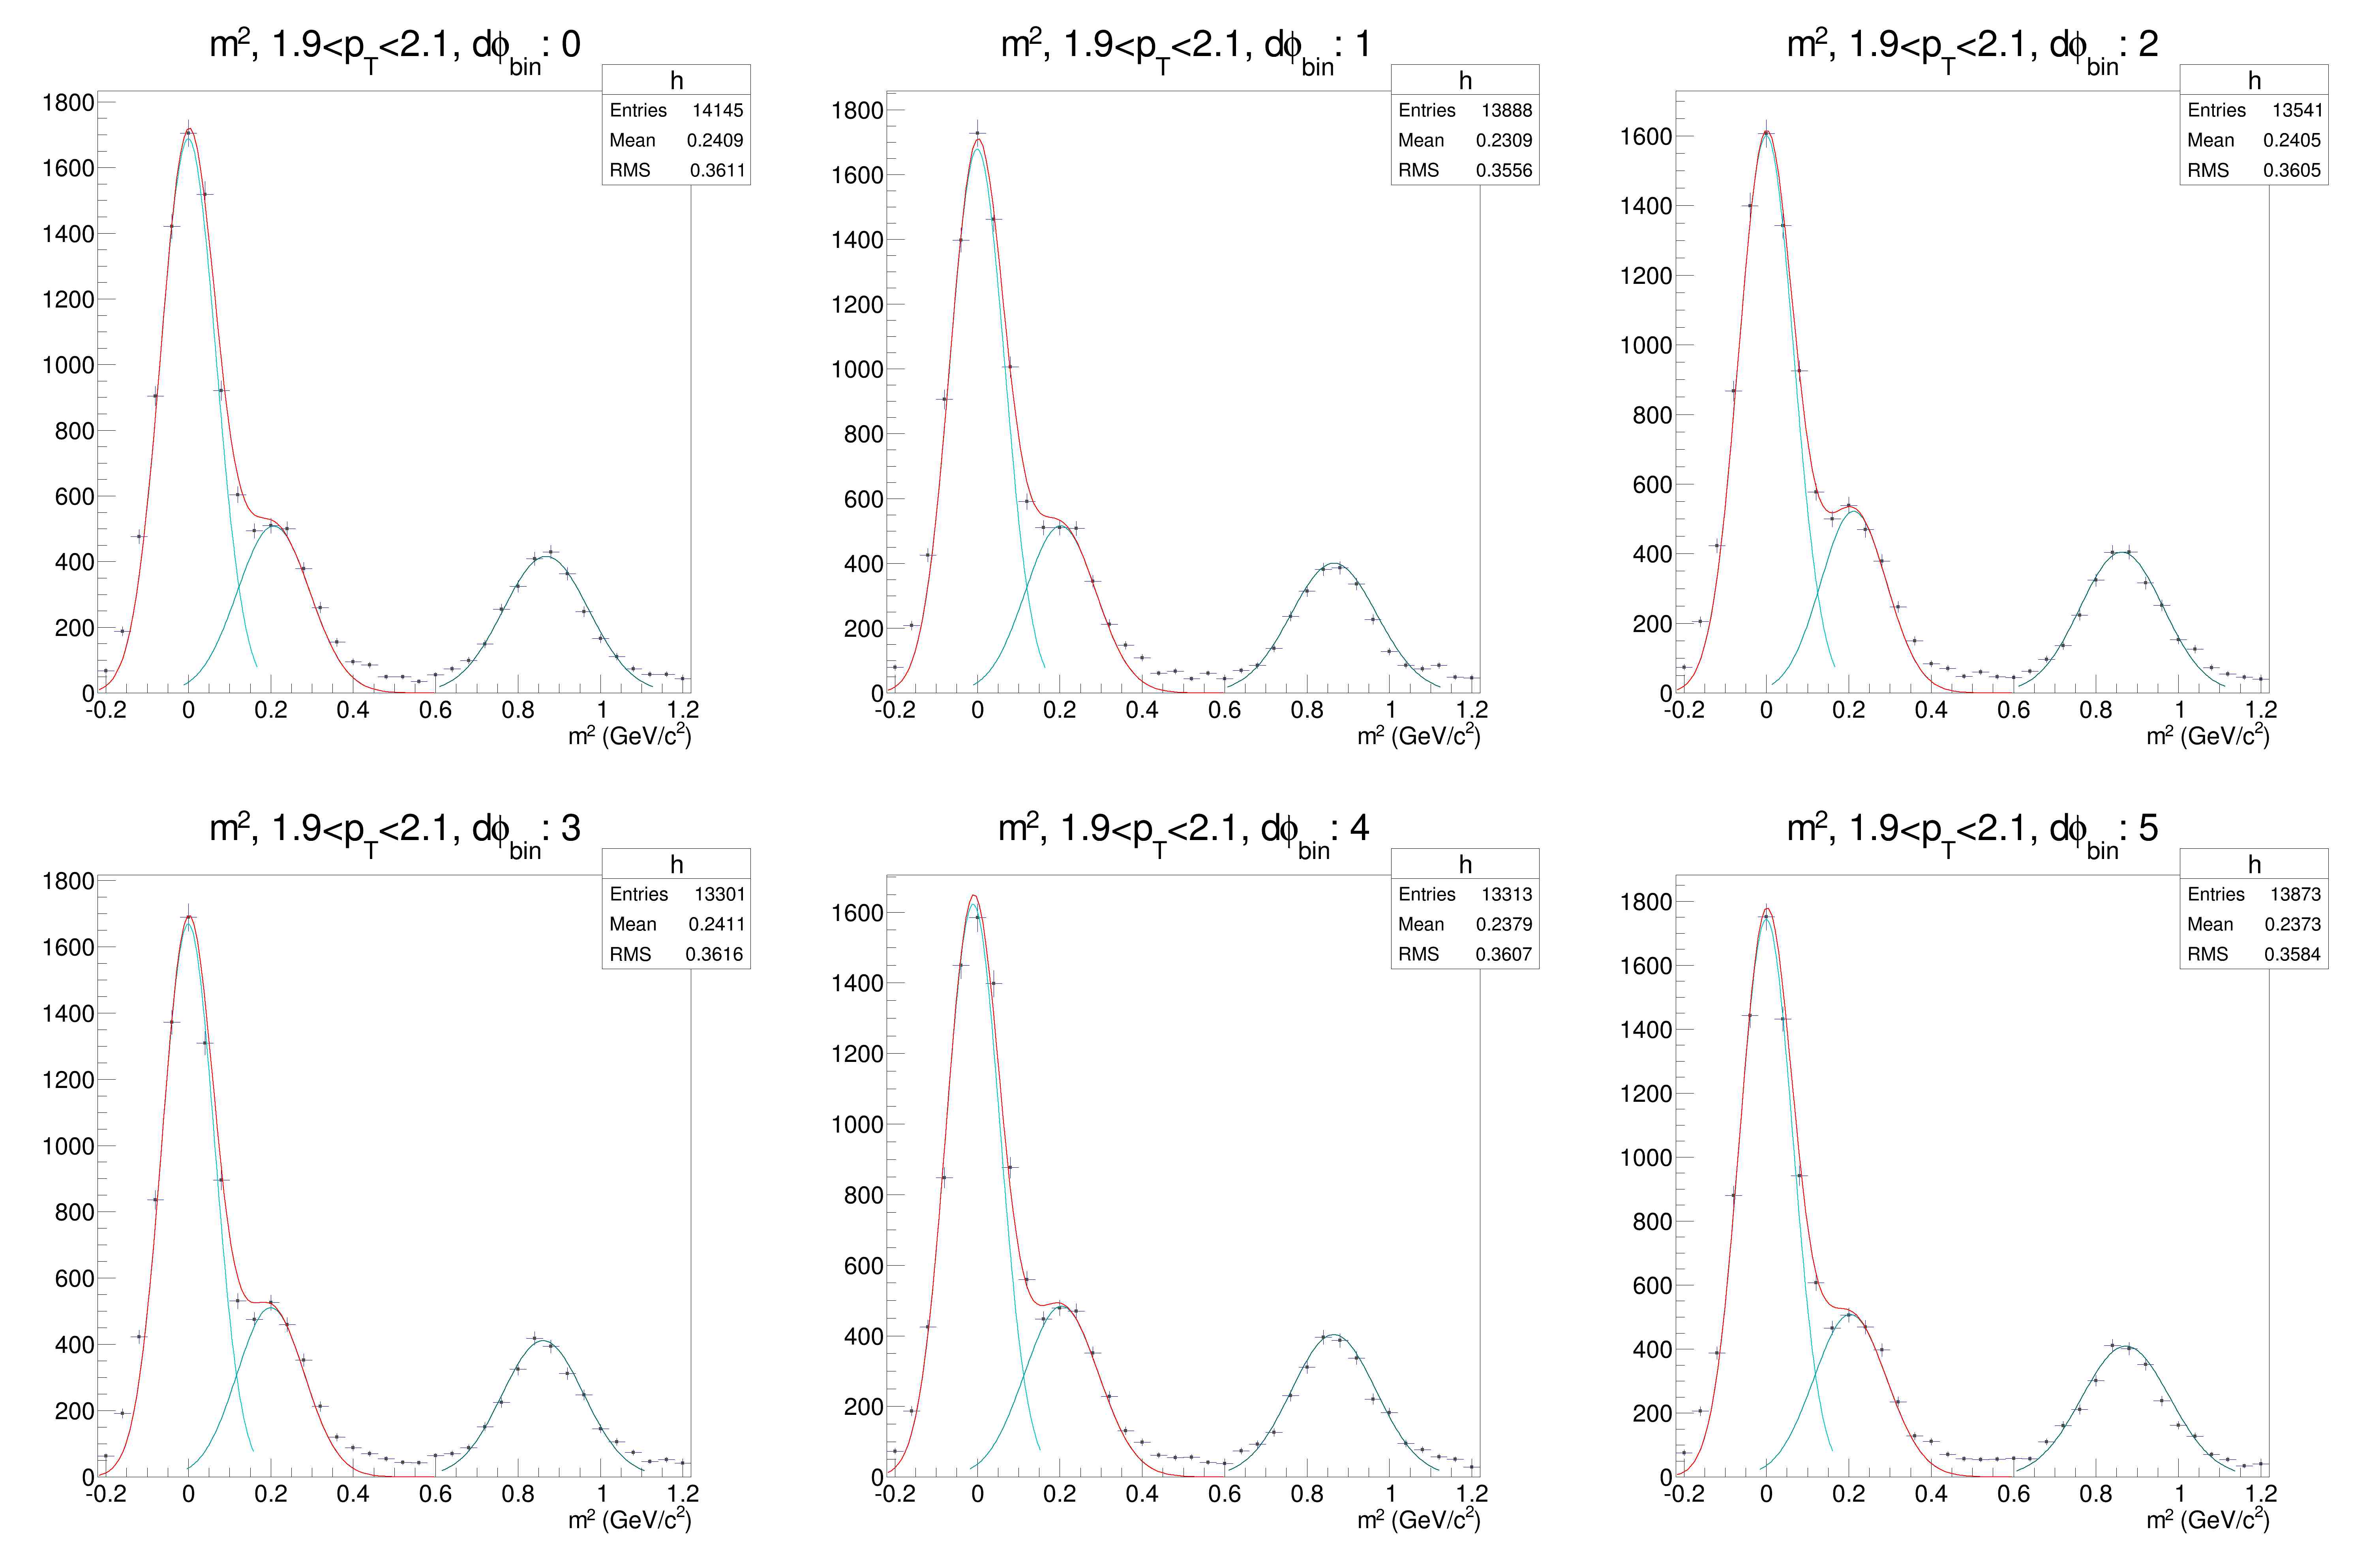 m², 1.9<p_T<2.1, dφ_bin: 0
h
Entries 14145
Mean 0.2409
RMS 0.3611
1800
1600
1400
1200
1000
800
600
400
200
0
-0.2 0 0.2 0.4 0.6 0.8 1 1.2
m² (GeV/c²)
m², 1.9<p_T<2.1, dφ_bin: 1
h
Entries 13888
Mean 0.2309
RMS 0.3556
1800
1600
1400
1200
1000
800
600
400
200
0
-0.2 0 0.2 0.4 0.6 0.8 1 1.2
m² (GeV/c²)
m², 1.9<p_T<2.1, dφ_bin: 2
h
Entries 13541
Mean 0.2405
RMS 0.3605
1600
1400
1200
1000
800
600
400
200
0
-0.2 0 0.2 0.4 0.6 0.8 1 1.2
m² (GeV/c²)
m², 1.9<p_T<2.1, dφ_bin: 3
h
Entries 13301
Mean 0.2411
RMS 0.3616
1800
1600
1400
1200
1000
800
600
400
200
0
-0.2 0 0.2 0.4 0.6 0.8 1 1.2
m² (GeV/c²)
m², 1.9<p_T<2.1, dφ_bin: 4
h
Entries 13313
Mean 0.2379
RMS 0.3607
1600
1400
1200
1000
800
600
400
200
0
-0.2 0 0.2 0.4 0.6 0.8 1 1.2
m² (GeV/c²)
m², 1.9<p_T<2.1, dφ_bin: 5
h
Entries 13873
Mean 0.2373
RMS 0.3584
1800
1600
1400
1200
1000
800
600
400
200
0
-0.2 0 0.2 0.4 0.6 0.8 1 1.2
m² (GeV/c²)